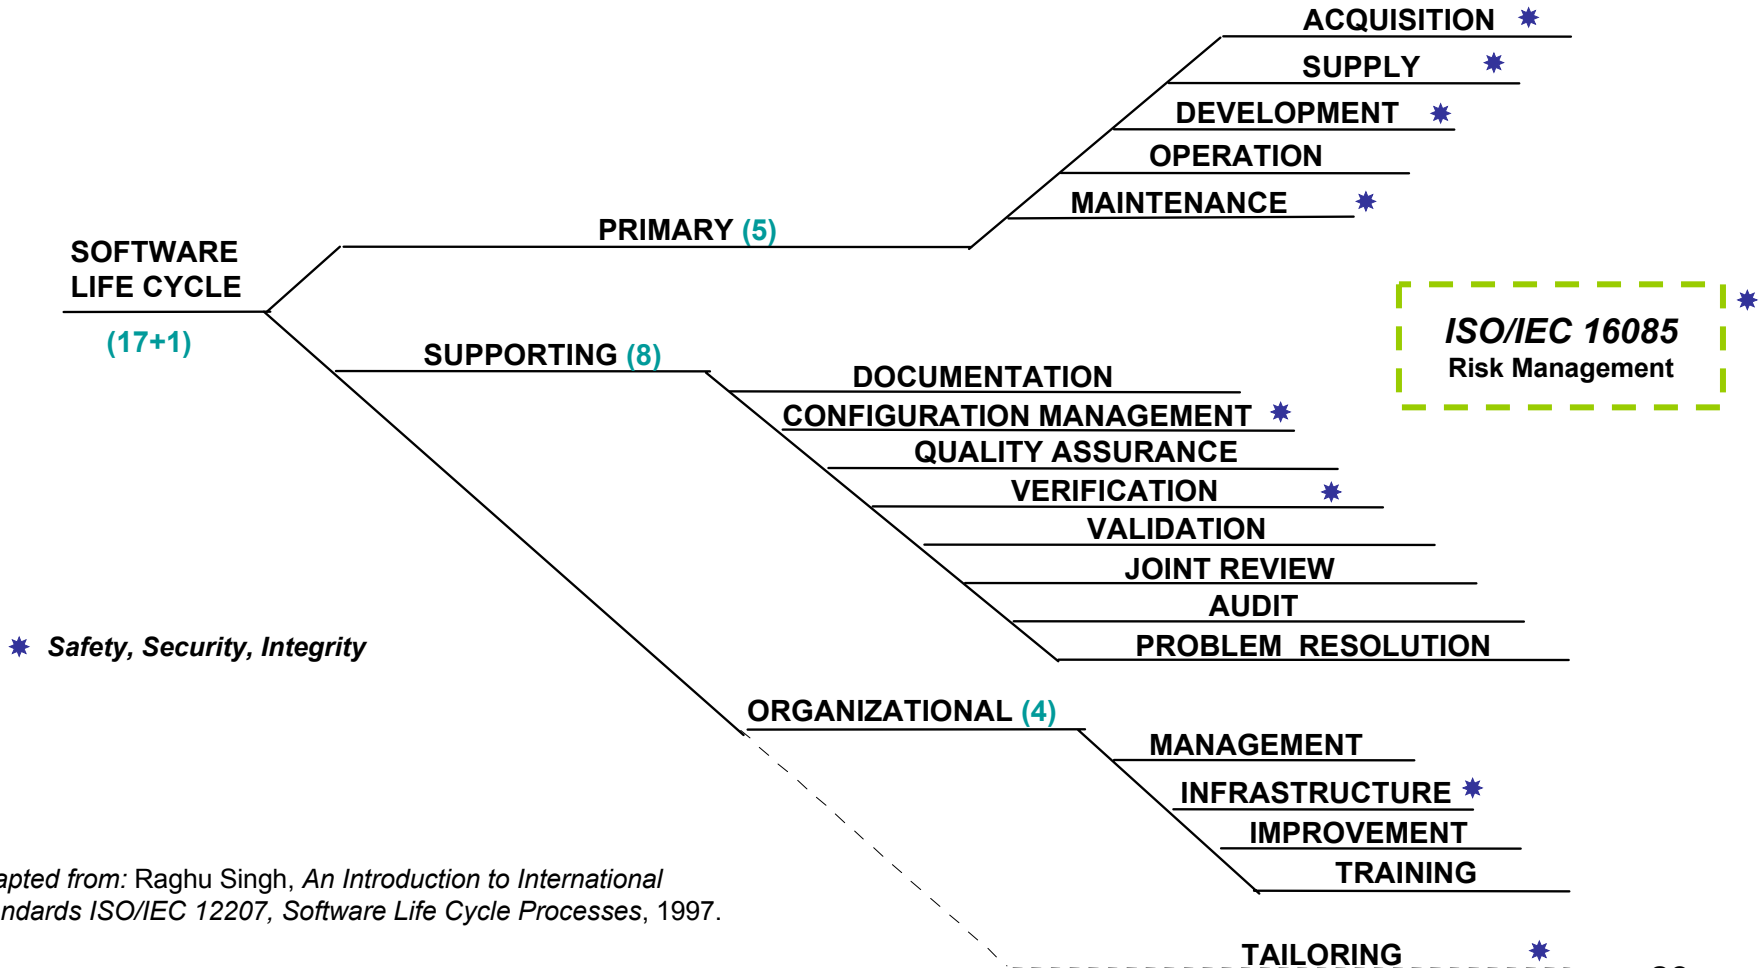 ACQUISITION
SUPPLY
DEVELOPMENT
OPERATION
MAINTENANCE
PRIMARY (5)
SOFTWARE
LIFE CYCLE
(17+1)
ISO/IEC 16085
Risk Management
SUPPORTING (8)
DOCUMENTATION
CONFIGURATION MANAGEMENT
QUALITY ASSURANCE
VERIFICATION
VALIDATION
JOINT REVIEW
AUDIT
PROBLEM RESOLUTION
Safety, Security, Integrity
ORGANIZATIONAL (4)
MANAGEMENT
INFRASTRUCTURE
IMPROVEMENT
TRAINING
apted from: Raghu Singh, An Introduction to International
ndards ISO/IEC 12207, Software Life Cycle Processes, 1997.
TAILORING